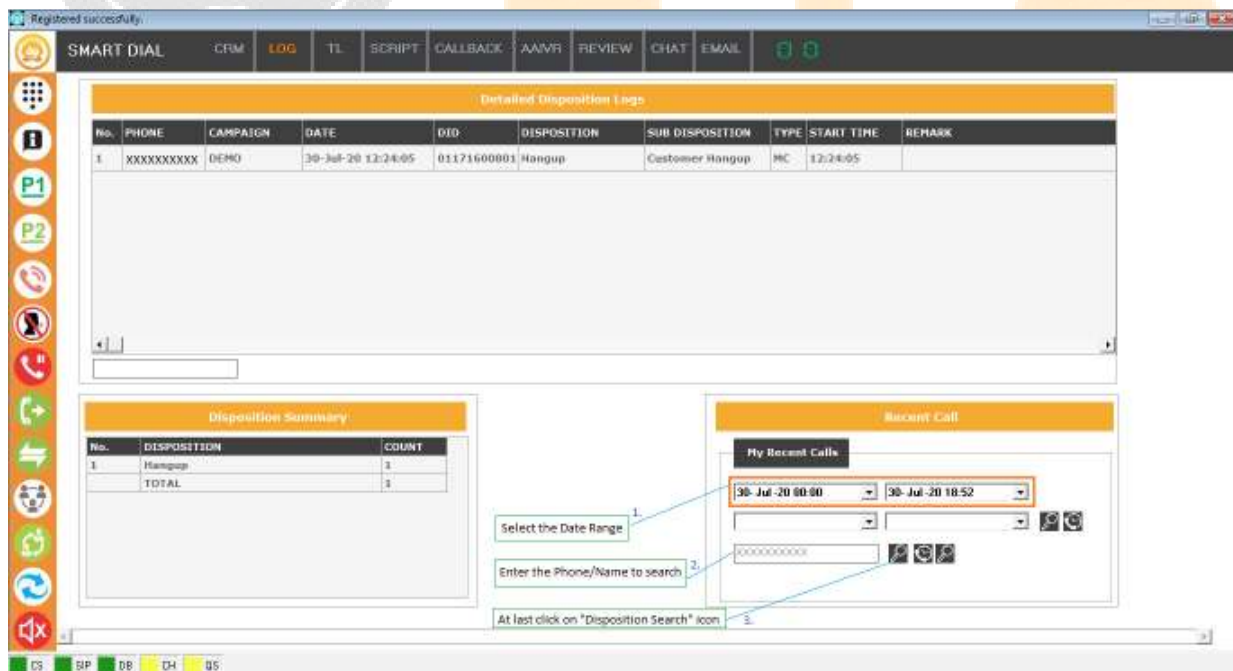 Registered successfully.
SMART DIAL CRM LOG TL SCRIPT CALLBACK AAIVR REVIEW CHAT EMAIL 0 0
Detailed Disposition Logs
No. PHONE CAMPAIGN DATE DID DISPOSITION SUB DISPOSITION TYPE START TIME REMARK
1 XXXXXXXXXX DEMO 30-Jul-20 12:24:05 01171600801 Hangup Customer Hangup MC 12:24:05
P1
P2
Disposition Summary
No. DISPOSITION COUNT
1 Hangup 1
TOTAL 1
Recent Call
My Recent Calls
30- Jul -20 00:00 30- Jul -20 18:52
1.
Select the Date Range
XXXXXXXXXX
2.
Enter the Phone/Name to search
At last click on "Disposition Search" icon
3.
CS SIP DB CH QS